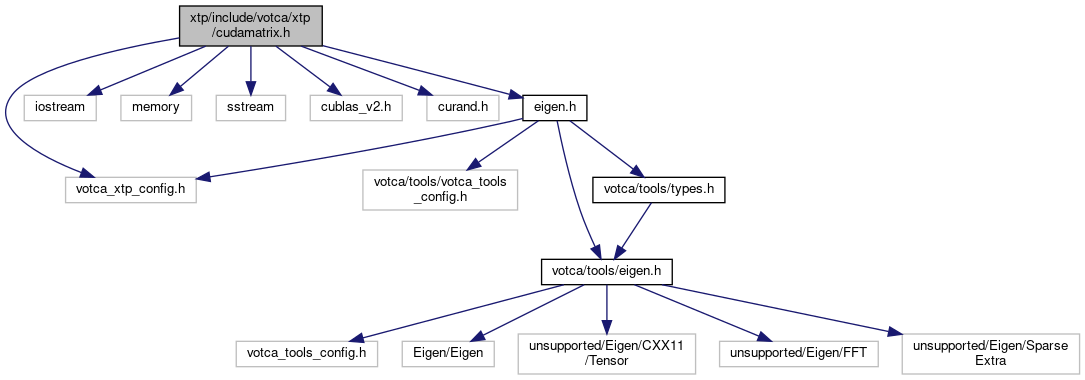 xtp/include/votca/xtp
/cudamatrix.h
iostream
memory
sstream
cublas_v2.h
curand.h
eigen.h
votca_xtp_config.h
votca/tools/votca_tools
_config.h
votca/tools/types.h
votca/tools/eigen.h
votca_tools_config.h
Eigen/Eigen
unsupported/Eigen/CXX11
/Tensor
unsupported/Eigen/FFT
unsupported/Eigen/Sparse
Extra